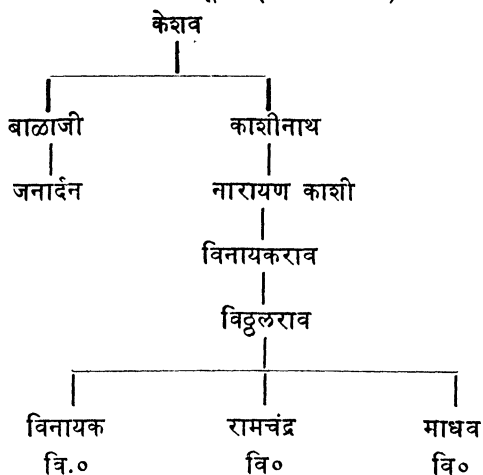 केशव
बाळाजी काशीनाथ
जनार्दन नारायण काशी
विनायकराव
विठ्ठलराव
विनायक रामचंद्र माधव
वि.० वि० वि०